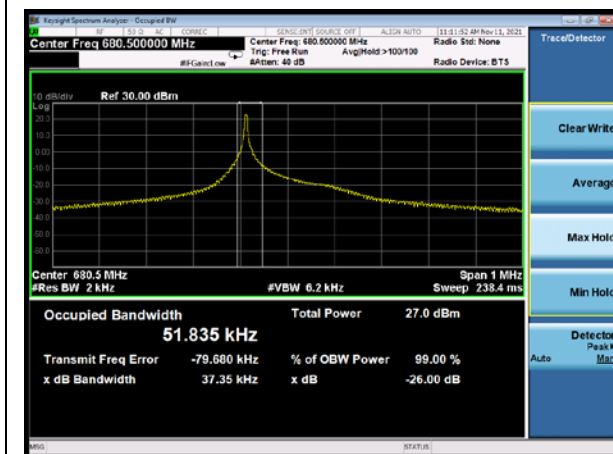 Keysight Spectrum Analyzer - Occupied BW
RF 50 Ω AC CORREC SENSE:INT SOURCE OFF ALIGN AUTO 11:11:52 AM Nov 11, 2021
Center Freq 680.500000 MHz
Center Freq: 680.500000 MHz
Radio Std: None
Trig: Free Run Avg|Hold:>100/100
#IFGain:Low #Atten: 40 dB Radio Device: BTS
10 dB/div Ref 30.00 dBm
Log
20.0
10.0
0.00
-10.0
-20.0
-30.0
-40.0
-50.0
-60.0
Center 680.5 MHz Span 1 MHz
#Res BW 2 kHz #VBW 6.2 kHz Sweep 238.4 ms
Occupied Bandwidth Total Power 27.0 dBm
51.835 kHz
Transmit Freq Error -79.680 kHz % of OBW Power 99.00 %
x dB Bandwidth 37.35 kHz x dB -26.00 dB
MSG STATUS
Trace/Detector
Clear Write
Average
Max Hold
Min Hold
Detector
Peak
Auto Man